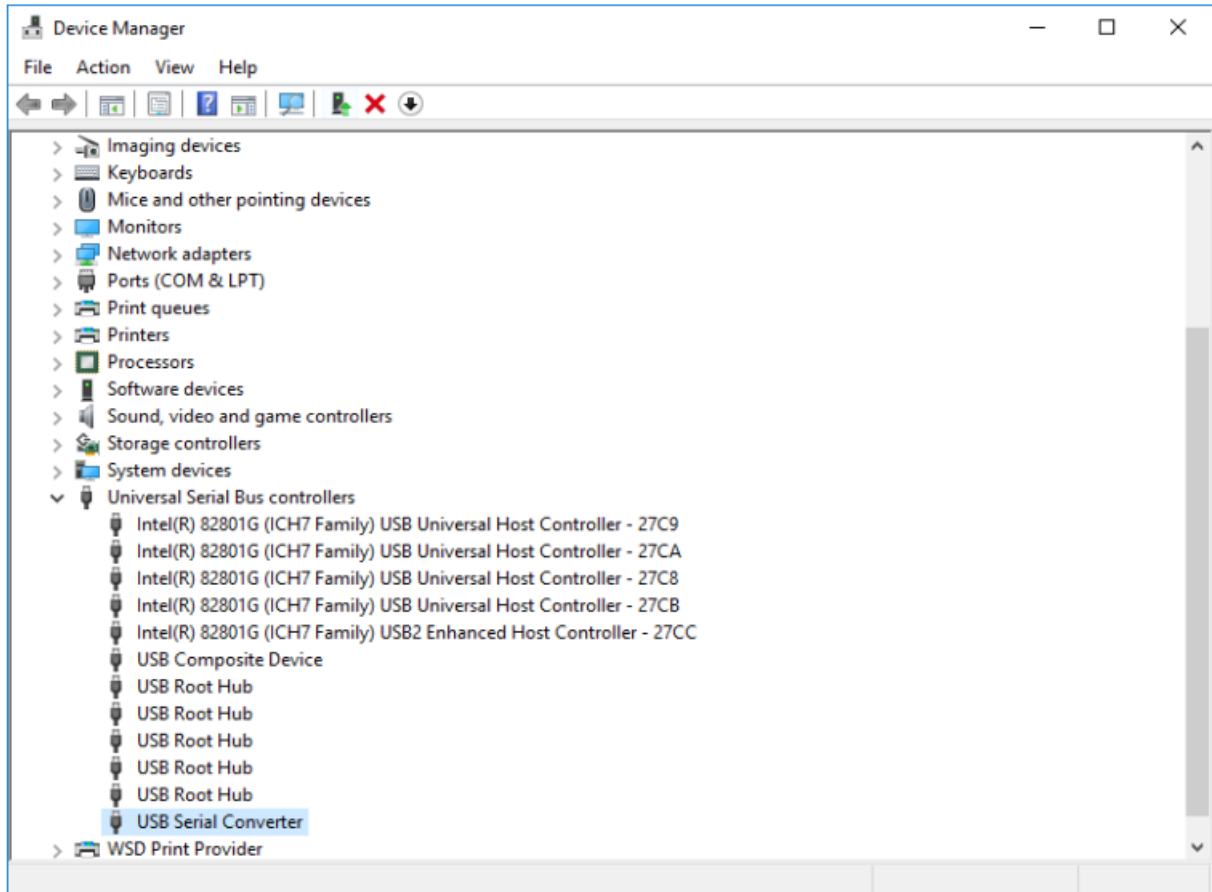 Device Manager
File Action View Help
Imaging devices
Keyboards
Mice and other pointing devices
Monitors
Network adapters
Ports (COM & LPT)
Print queues
Printers
Processors
Software devices
Sound, video and game controllers
Storage controllers
System devices
Universal Serial Bus controllers
Intel(R) 82801G (ICH7 Family) USB Universal Host Controller - 27C9
Intel(R) 82801G (ICH7 Family) USB Universal Host Controller - 27CA
Intel(R) 82801G (ICH7 Family) USB Universal Host Controller - 27C8
Intel(R) 82801G (ICH7 Family) USB Universal Host Controller - 27CB
Intel(R) 82801G (ICH7 Family) USB2 Enhanced Host Controller - 27CC
USB Composite Device
USB Root Hub
USB Root Hub
USB Root Hub
USB Root Hub
USB Root Hub
USB Serial Converter
WSD Print Provider